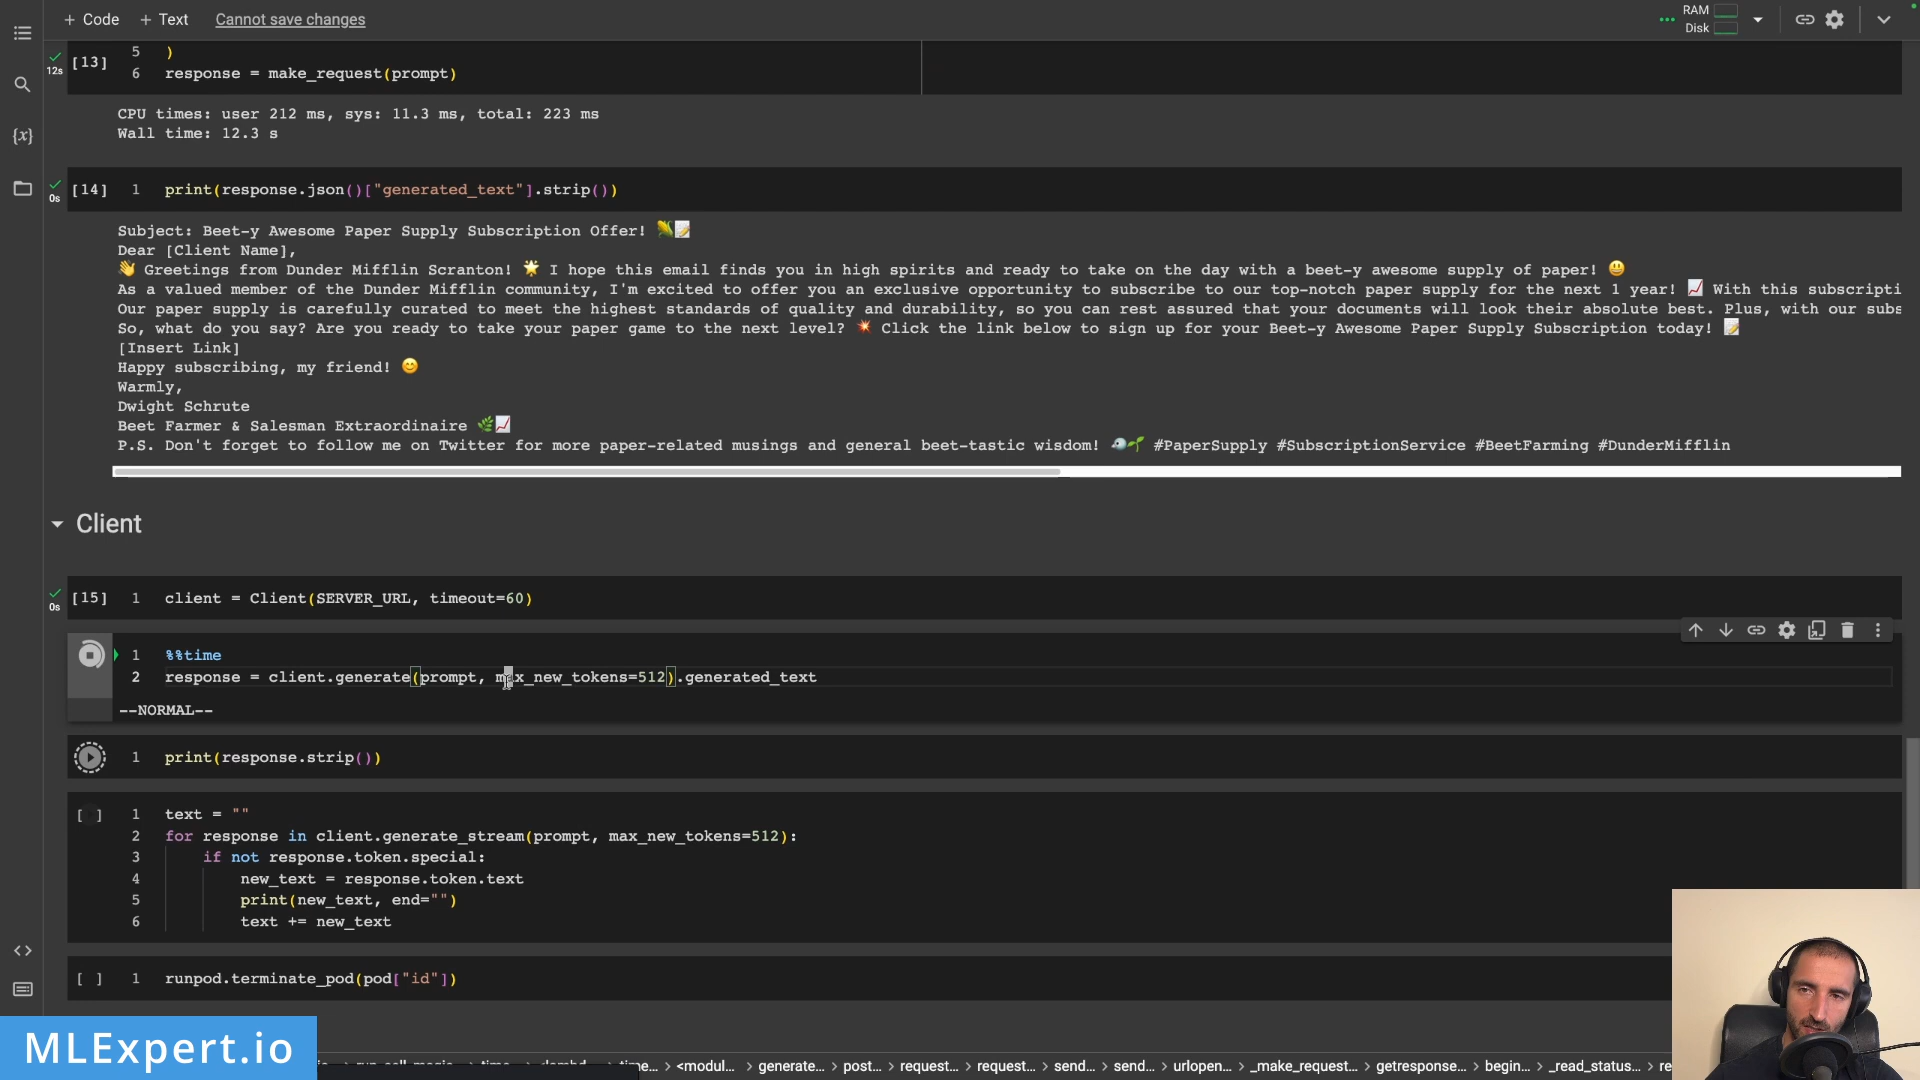 + Code + Text Cannot save changes RAM
Disk
12s [13] 5 )
6 response = make_request(prompt)
CPU times: user 212 ms, sys: 11.3 ms, total: 223 ms
Wall time: 12.3 s
{x}
0s [14] 1 print(response.json()["generated_text"].strip())
Subject: Beet-y Awesome Paper Supply Subscription Offer! 🌽📝
Dear [Client Name],
👋 Greetings from Dunder Mifflin Scranton! 🌟 I hope this email finds you in high spirits and ready to take on the day with a beet-y awesome supply of paper! 😃
As a valued member of the Dunder Mifflin community, I'm excited to offer you an exclusive opportunity to subscribe to our top-notch paper supply for the next 1 year! 📈 With this subscripti
Our paper supply is carefully curated to meet the highest standards of quality and durability, so you can rest assured that your documents will look their absolute best. Plus, with our subs
So, what do you say? Are you ready to take your paper game to the next level? 💥 Click the link below to sign up for your Beet-y Awesome Paper Supply Subscription today! 📝
[Insert Link]
Happy subscribing, my friend! 😊
Warmly,
Dwight Schrute
Beet Farmer & Salesman Extraordinaire 🌿📈
P.S. Don't forget to follow me on Twitter for more paper-related musings and general beet-tastic wisdom! 🐦🌱 #PaperSupply #SubscriptionService #BeetFarming #DunderMifflin
Client
0s [15] 1 client = Client(SERVER_URL, timeout=60)
1 %%time
2 response = client.generate(prompt, max_new_tokens=512).generated_text
--NORMAL--
1 print(response.strip())
[ ] 1 text = ""
2 for response in client.generate_stream(prompt, max_new_tokens=512):
3 if not response.token.special:
4 new_text = response.token.text
5 print(new_text, end="")
6 text += new_text
[ ] 1 runpod.terminate_pod(pod["id"])
MLExpert.io
time... > <modul... > generate... > post... > request... > request... > send... > send... > urlopen... > _make_request... > getresponse... > begin... > _read_status... > re